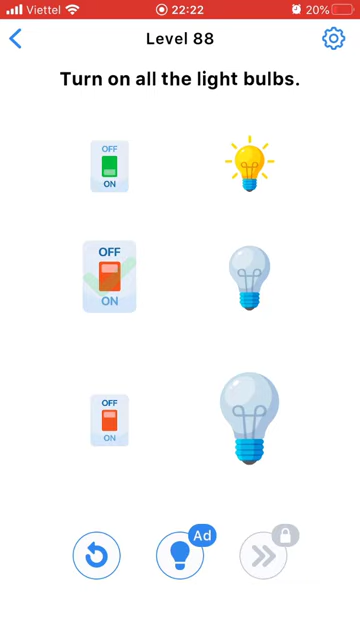 Viettel 22:22 20%
Level 88
Turn on all the light bulbs.
OFF
ON
OFF
ON
OFF
ON
Ad